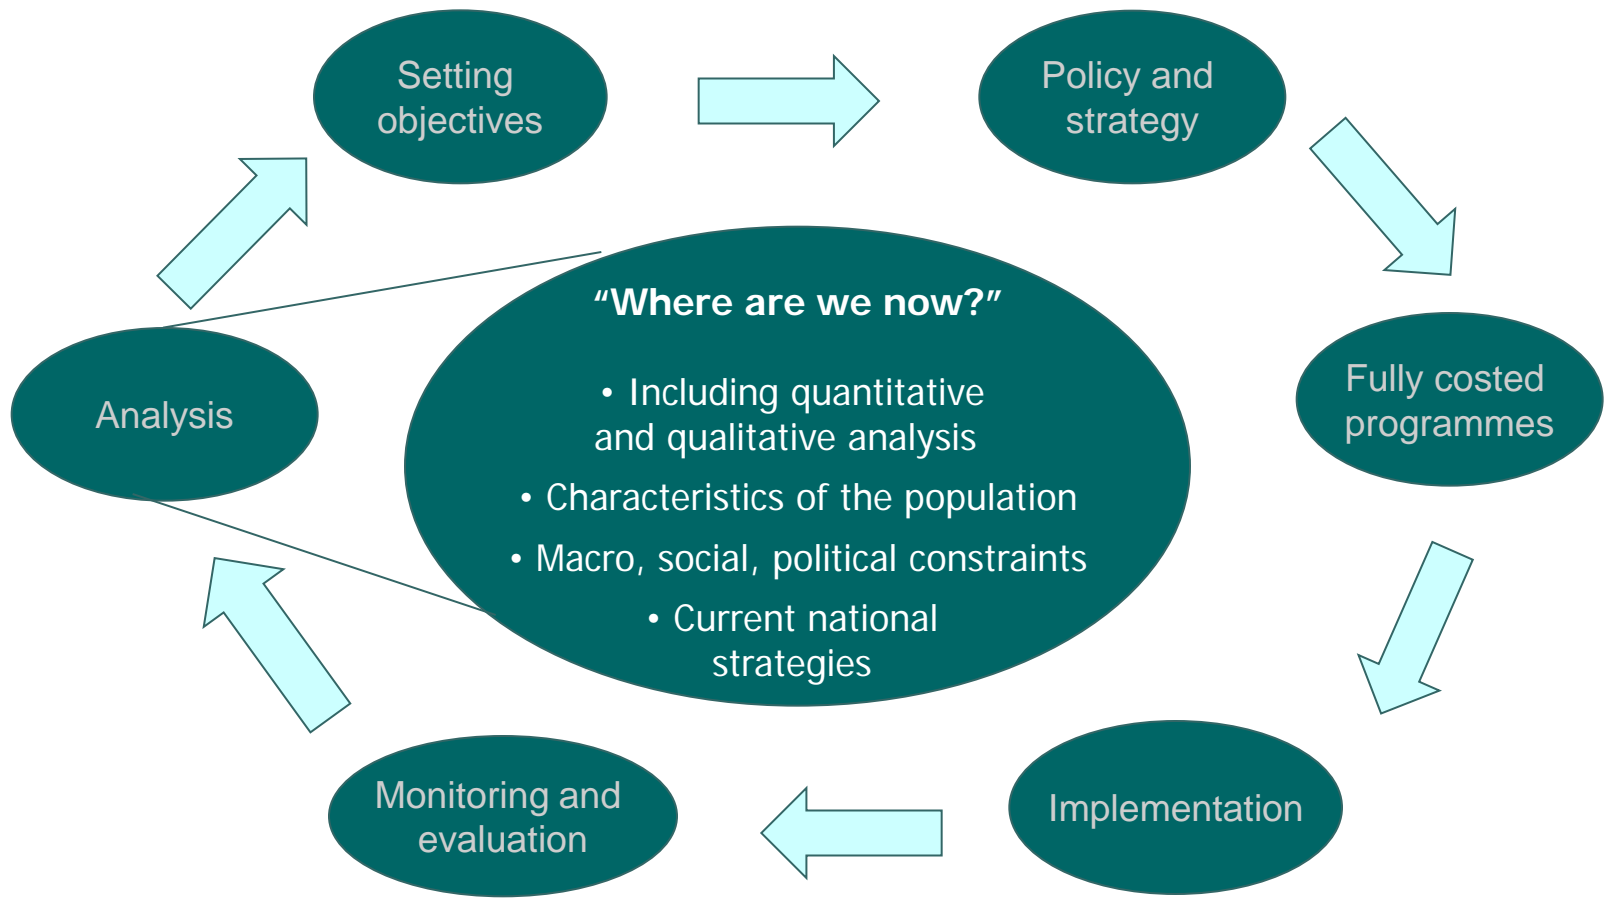 Setting
objectives
Policy and
strategy
“Where are we now?”
• Including quantitative
and qualitative analysis
• Characteristics of the population
• Macro, social, political constraints
• Current national
strategies
Analysis
Fully costed
programmes
Monitoring and
evaluation
Implementation